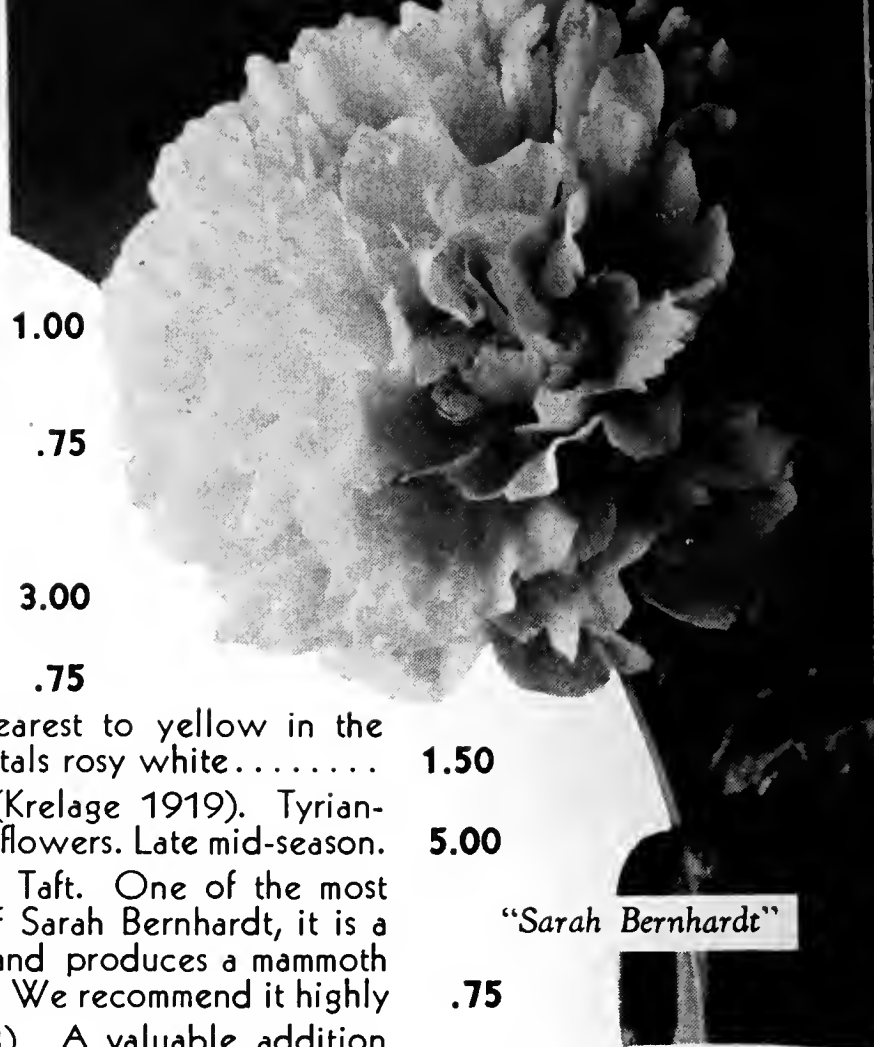 1.00
.75
3.00
.75
earest to yellow in the
tals rosy white........ 1.50
(Krelage 1919). Tyrian-
flowers. Late mid-season. 5.00
Taft. One of the most
Sarah Bernhardt, it is a
"Sarah Bernhardt"
and produces a mammoth
We recommend it highly .75
A valuable addition